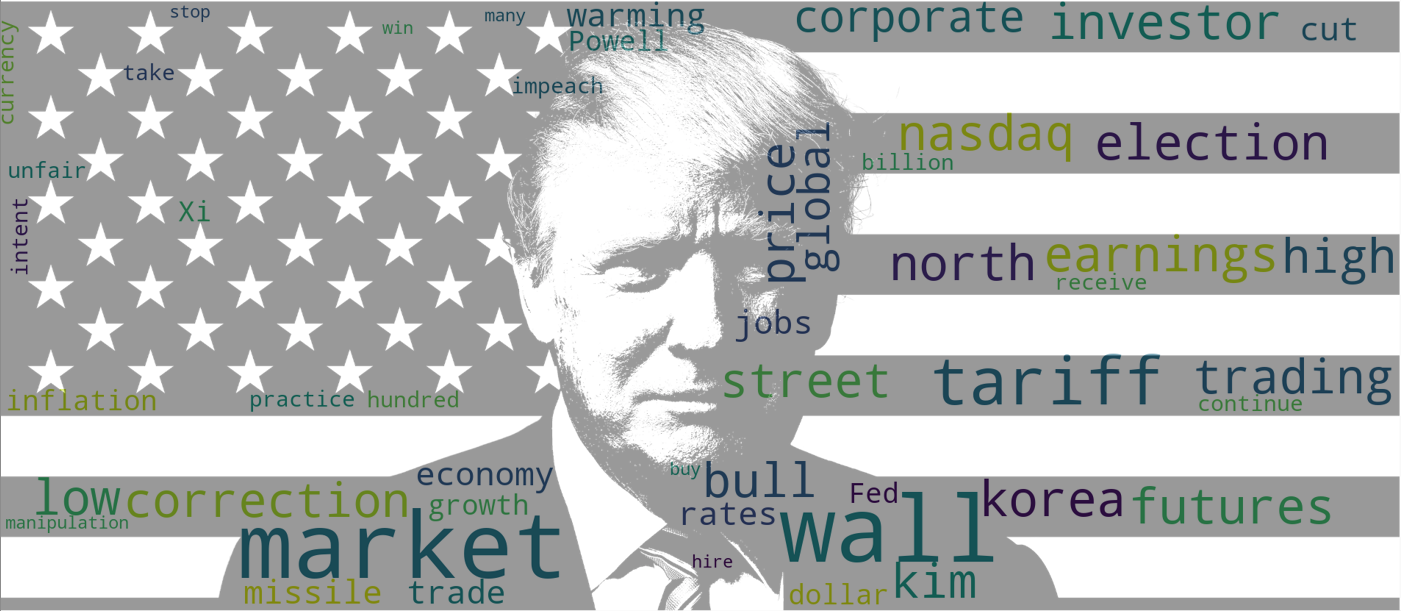 stop
many
warming
corporate
investor
cut
win
Powell
currency
take
impeach
nasdaq
election
billion
price
global
unfair
Xi
intent
north
earnings
high
receive
jobs
street
tariff
trading
continue
inflation
practice
hundred
economy
buy
bull
Fed
korea
futures
low
correction
growth
rates
wall
manipulation
market
hire
missile
trade
dollar
kim